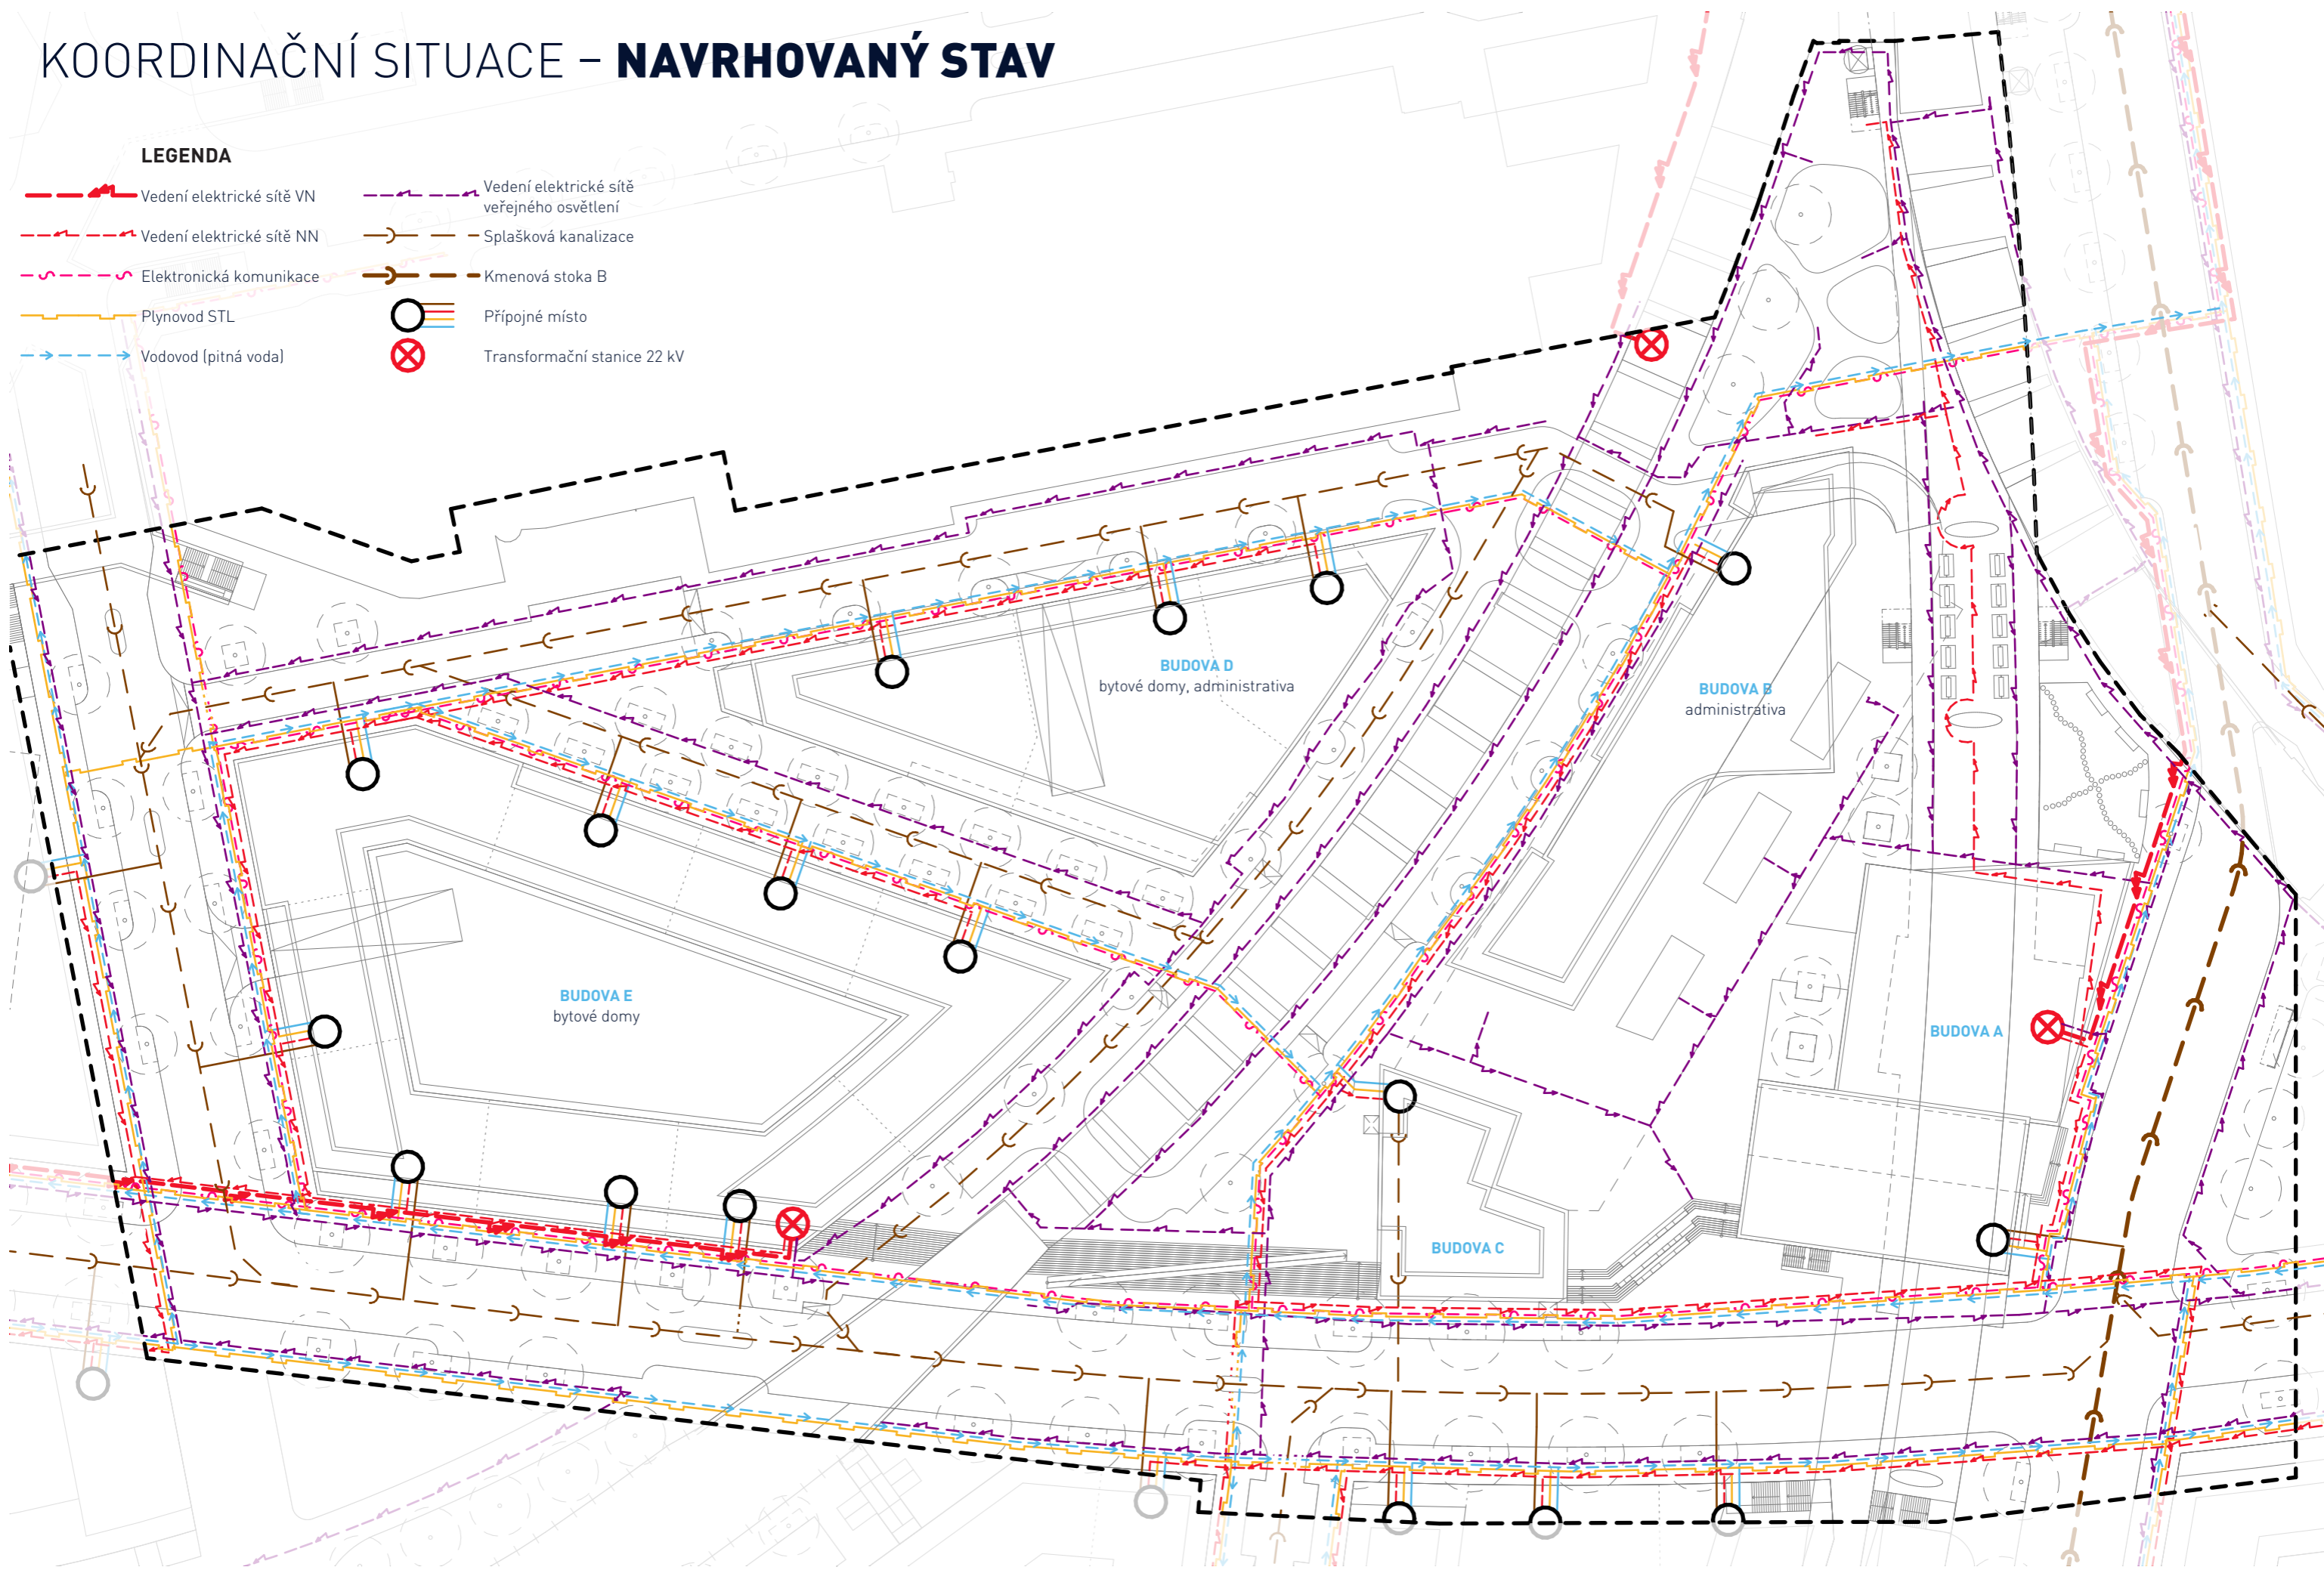 KOORDINAČNÍ SITUACE – NAVRHOVANÝ STAV
LEGENDA
Vedení elektrické sítě VN
Vedení elektrické sítě NN
Elektronická komunikace
Plynovod STL
Vodovod (pitná voda)
Vedení elektrické sítě
veřejného osvětlení
Splašková kanalizace
Kmenová stoka B
Přípojné místo
Transformační stanice 22 kV
BUDOVA D
bytové domy, administrativa
BUDOVA B
administrativa
BUDOVA E
bytové domy
BUDOVA A
BUDOVA C